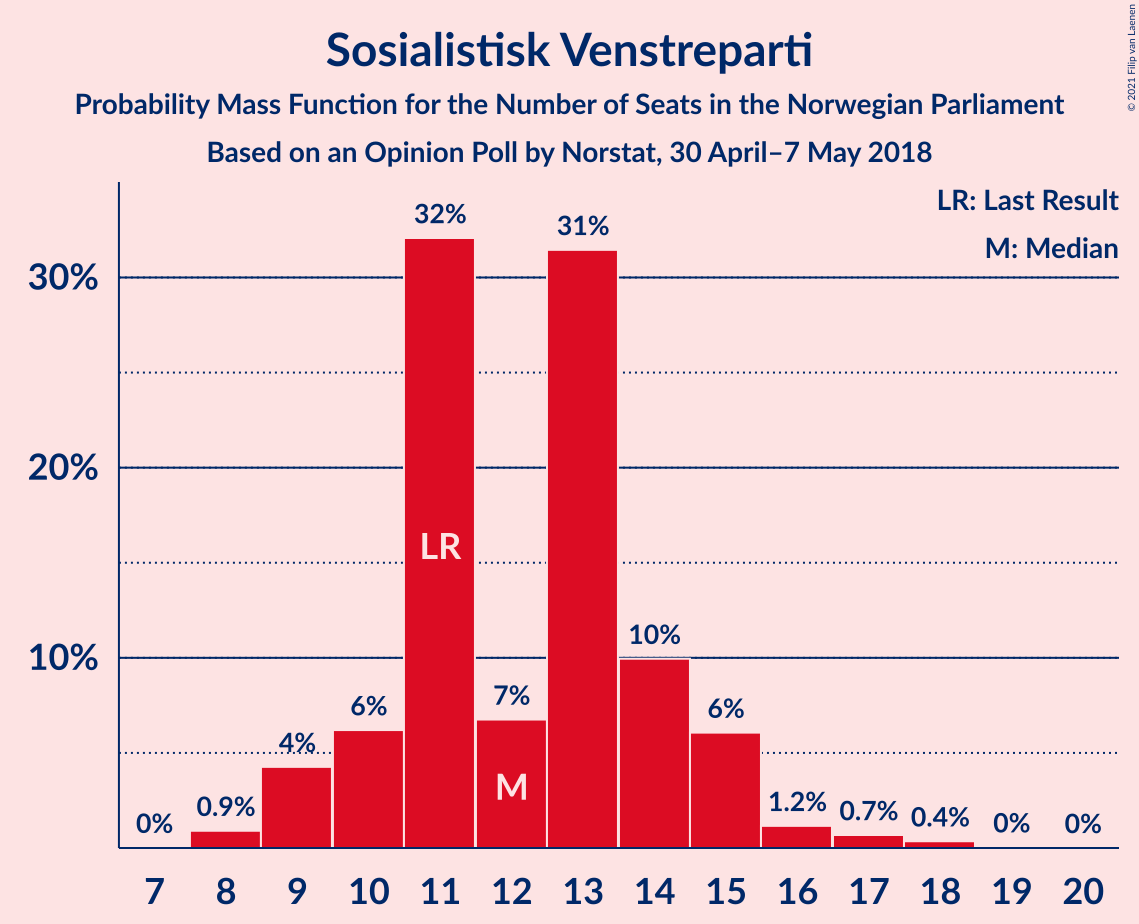 © 2021 Filip van Laenen
Sosialistisk Venstreparti
Probability Mass Function for the Number of Seats in the Norwegian Parliament
Based on an Opinion Poll by Norstat, 30 April–7 May 2018
LR: Last Result
M: Median
30%
20%
10%
0%
0.9%
4%
6%
32%
7%
31%
10%
6%
1.2%
0.7%
0.4%
0%
0%
LR
M
7 8 9 10 11 12 13 14 15 16 17 18 19 20